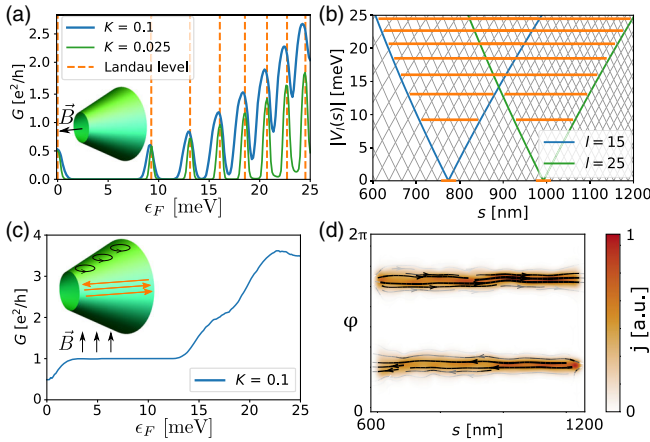 (a)
K = 0.1
K = 0.025
Landau level
G [e²/h]
2.5
2.0
1.5
1.0
0.5
0.0
B⃗
0 5 10 15 20 25
ϵF [meV]
(b)
|Vl(s)| [meV]
25
20
15
10
5
0
l = 15
l = 25
600 700 800 900 1000 1100 1200
s [nm]
(c)
G [e²/h]
4
3
2
1
0
B⃗
K = 0.1
0 5 10 15 20 25
ϵF [meV]
(d)
2π
φ
0
600 1200
s [nm]
1
0
j [a.u.]